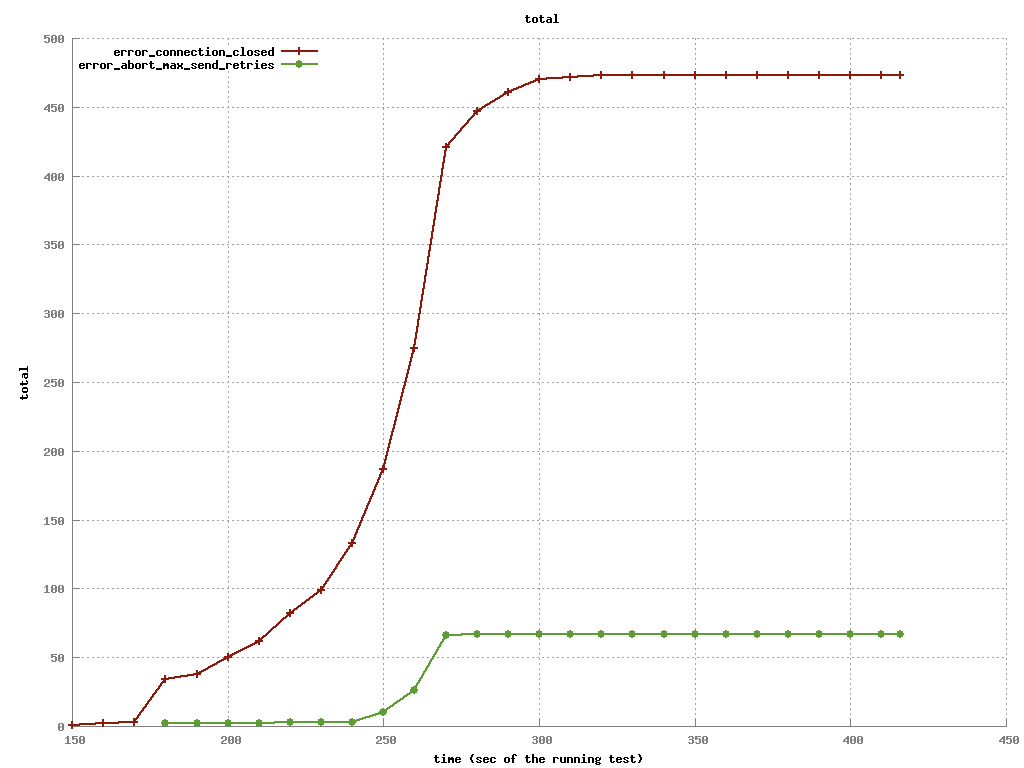 total
500
error_connection_closed
error_abort_max_send_retries
450
400
350
300
250
total
200
150
100
50
0
150 200 250 300 350 400 450
time (sec of the running test)